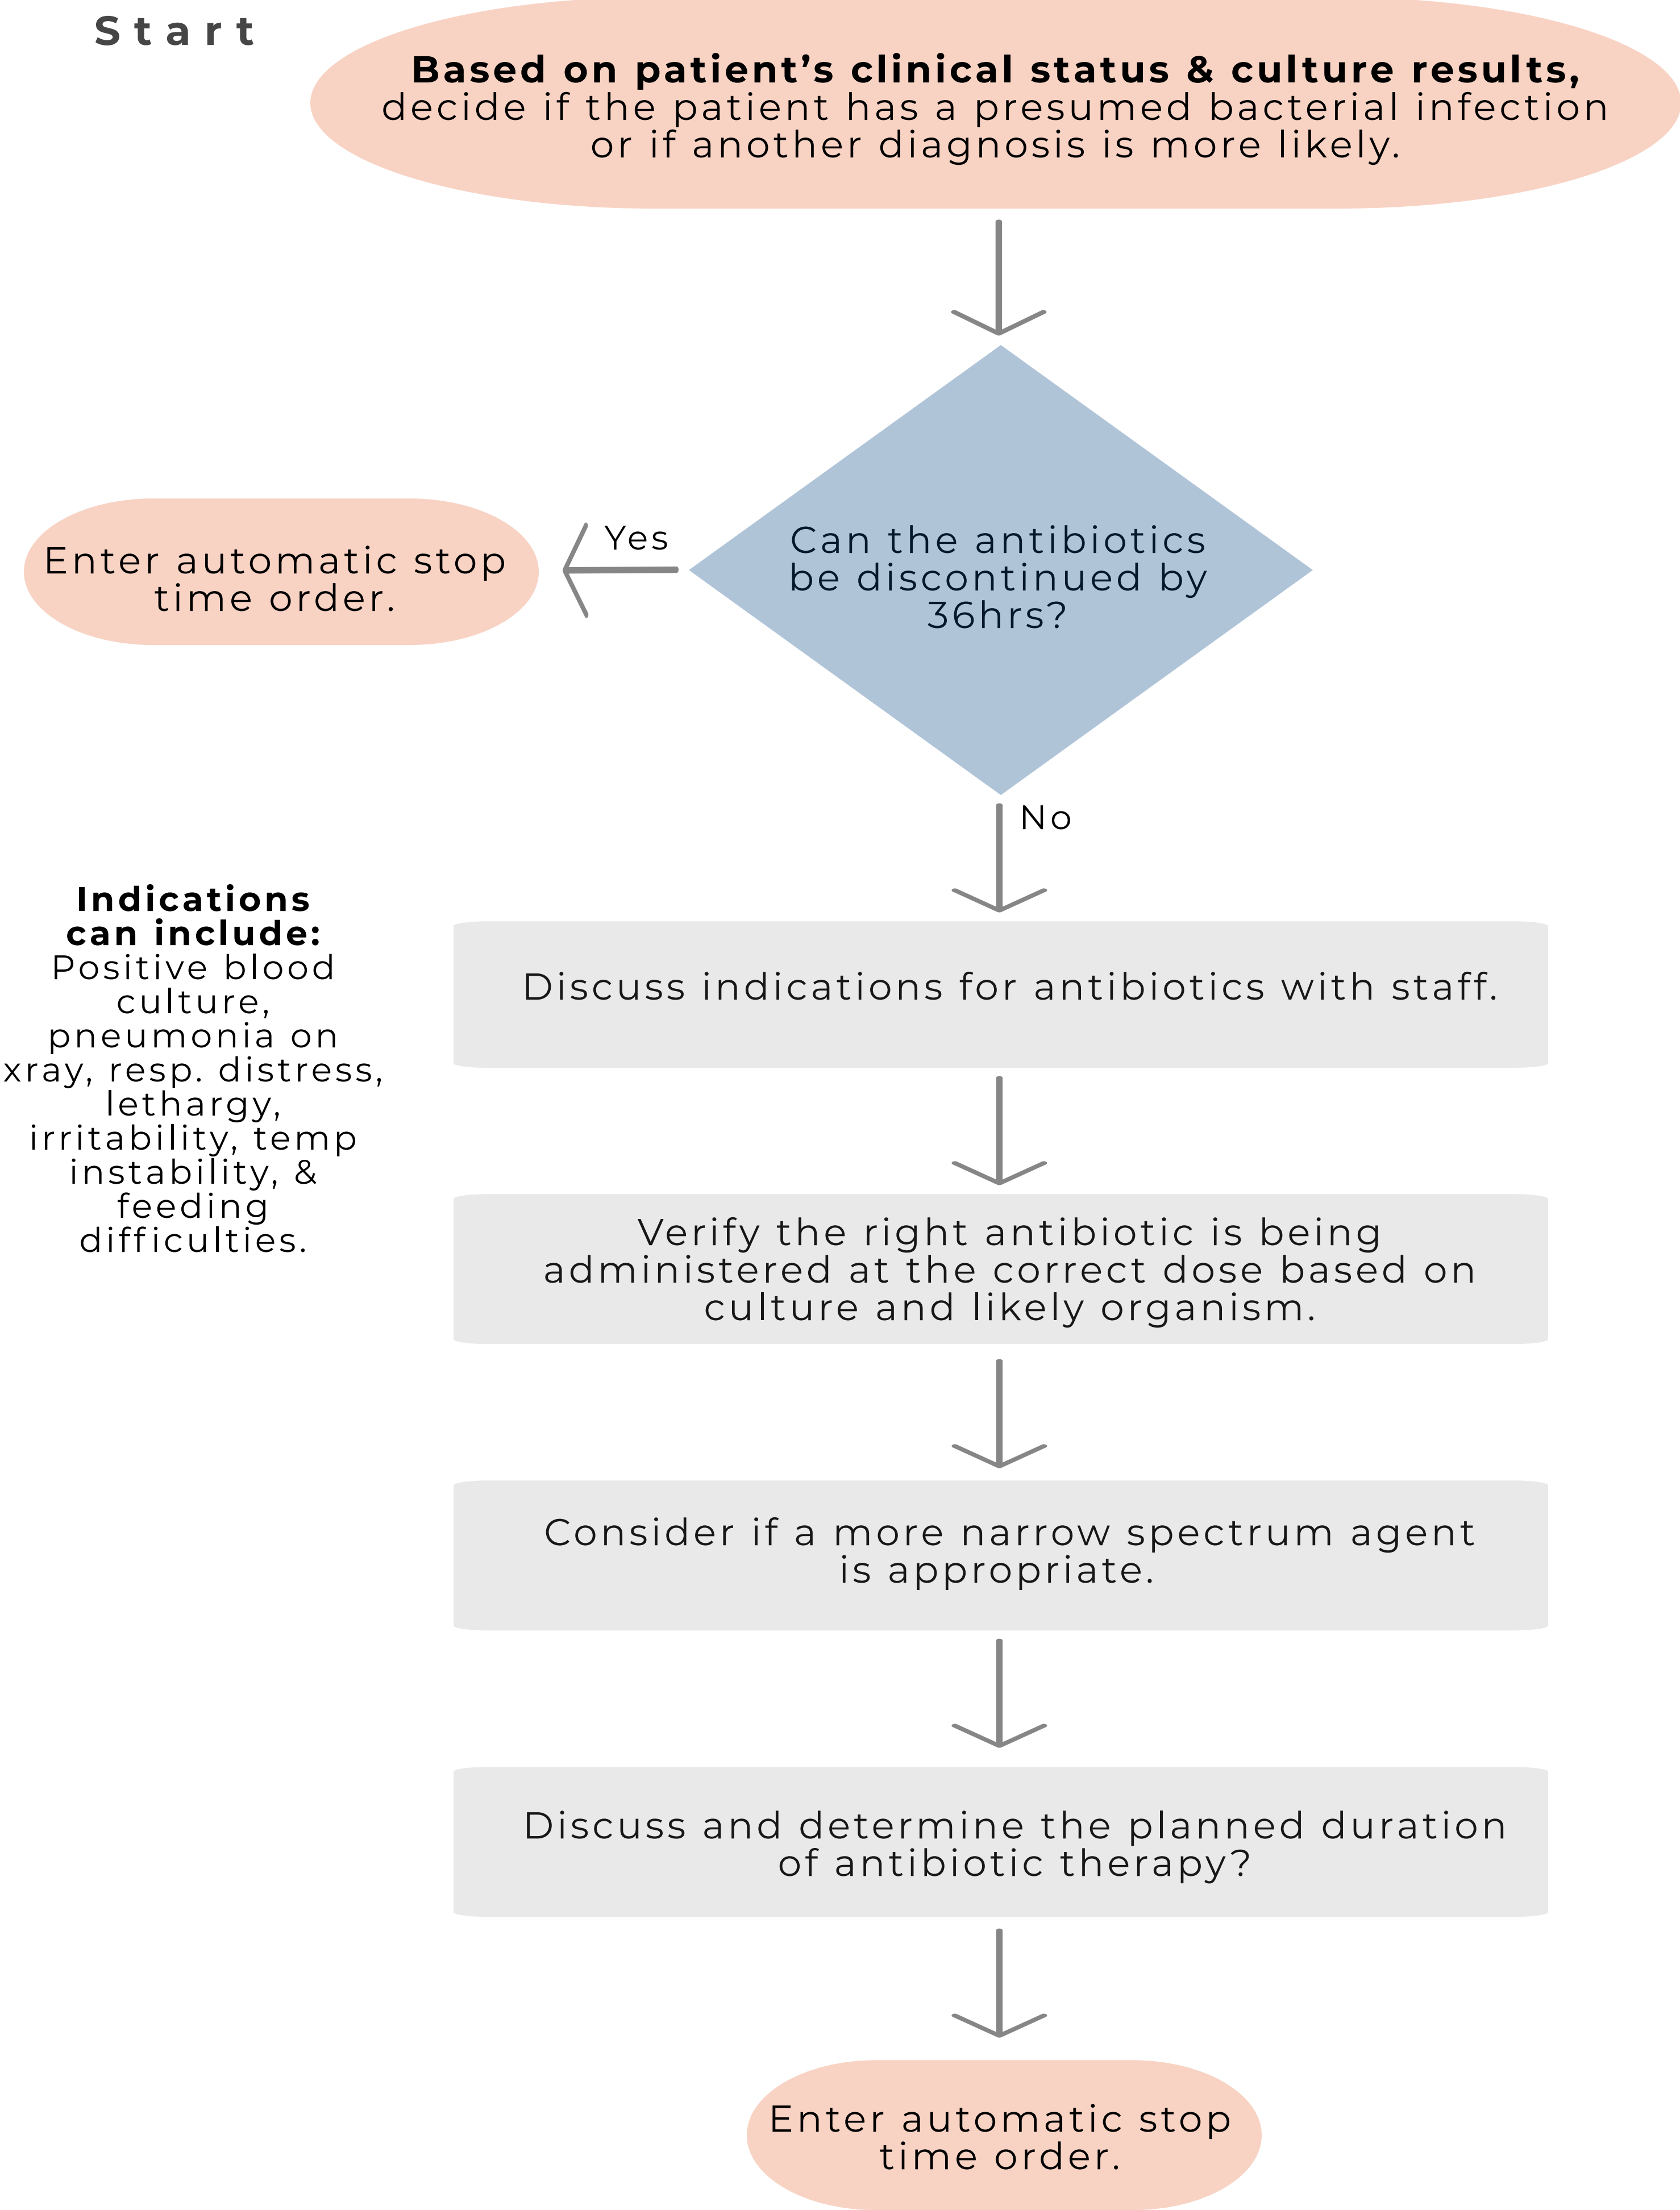 Start
Based on patient’s clinical status & culture results,
decide if the patient has a presumed bacterial infection
or if another diagnosis is more likely.
Can the antibiotics
be discontinued by
36hrs?
Yes
Enter automatic stop
time order.
No
Indications
can include:
Positive blood
culture,
pneumonia on
xray, resp. distress,
lethargy,
irritability, temp
instability, &
feeding
difficulties.
Discuss indications for antibiotics with staff.
Verify the right antibiotic is being
administered at the correct dose based on
culture and likely organism.
Consider if a more narrow spectrum agent
is appropriate.
Discuss and determine the planned duration
of antibiotic therapy?
Enter automatic stop
time order.